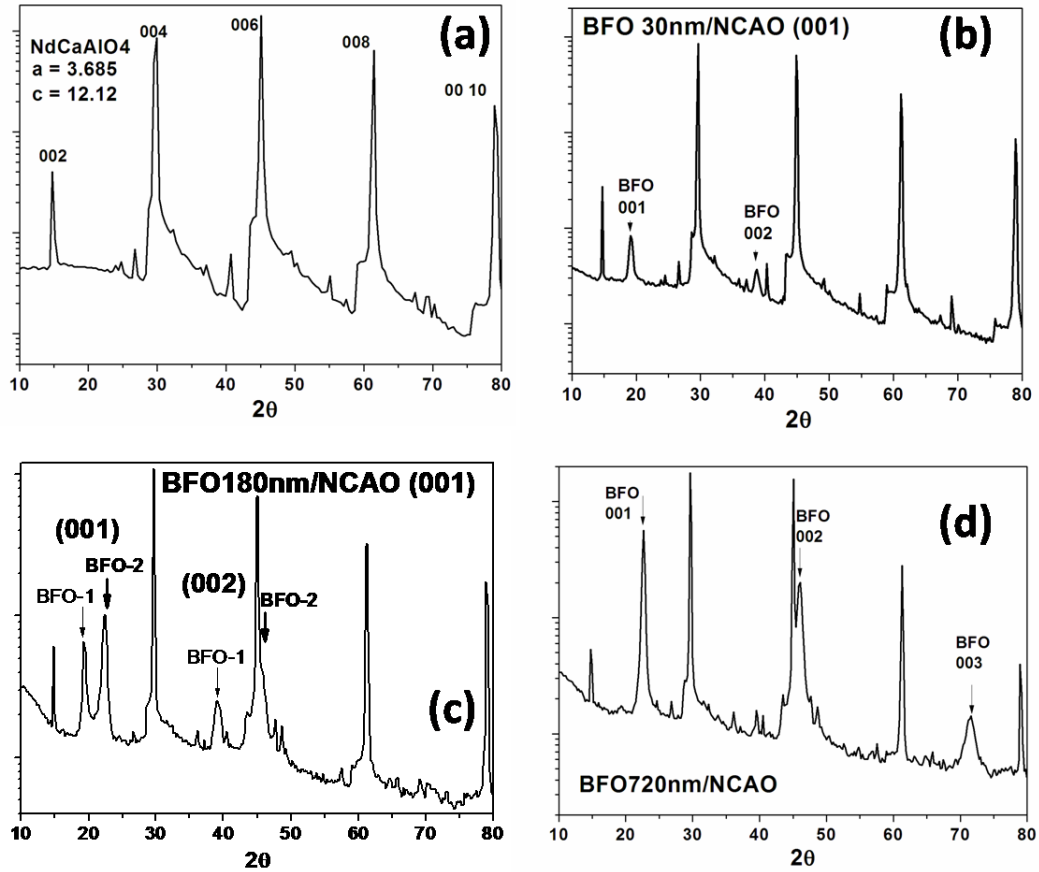 (a)
NdCaAlO4
a = 3.685
c = 12.12
002
004
006
008
00 10
10 20 30 40 50 60 70 80
2θ
BFO 30nm/NCAO (001)
(b)
BFO
001
BFO
002
10 20 30 40 50 60 70 80
2θ
BFO180nm/NCAO (001)
(001)
BFO-2
BFO-1
(002)
BFO-2
BFO-1
(c)
10 20 30 40 50 60 70 80
2θ
BFO
001
BFO
002
(d)
BFO
003
BFO720nm/NCAO
10 20 30 40 50 60 70 80
2θ